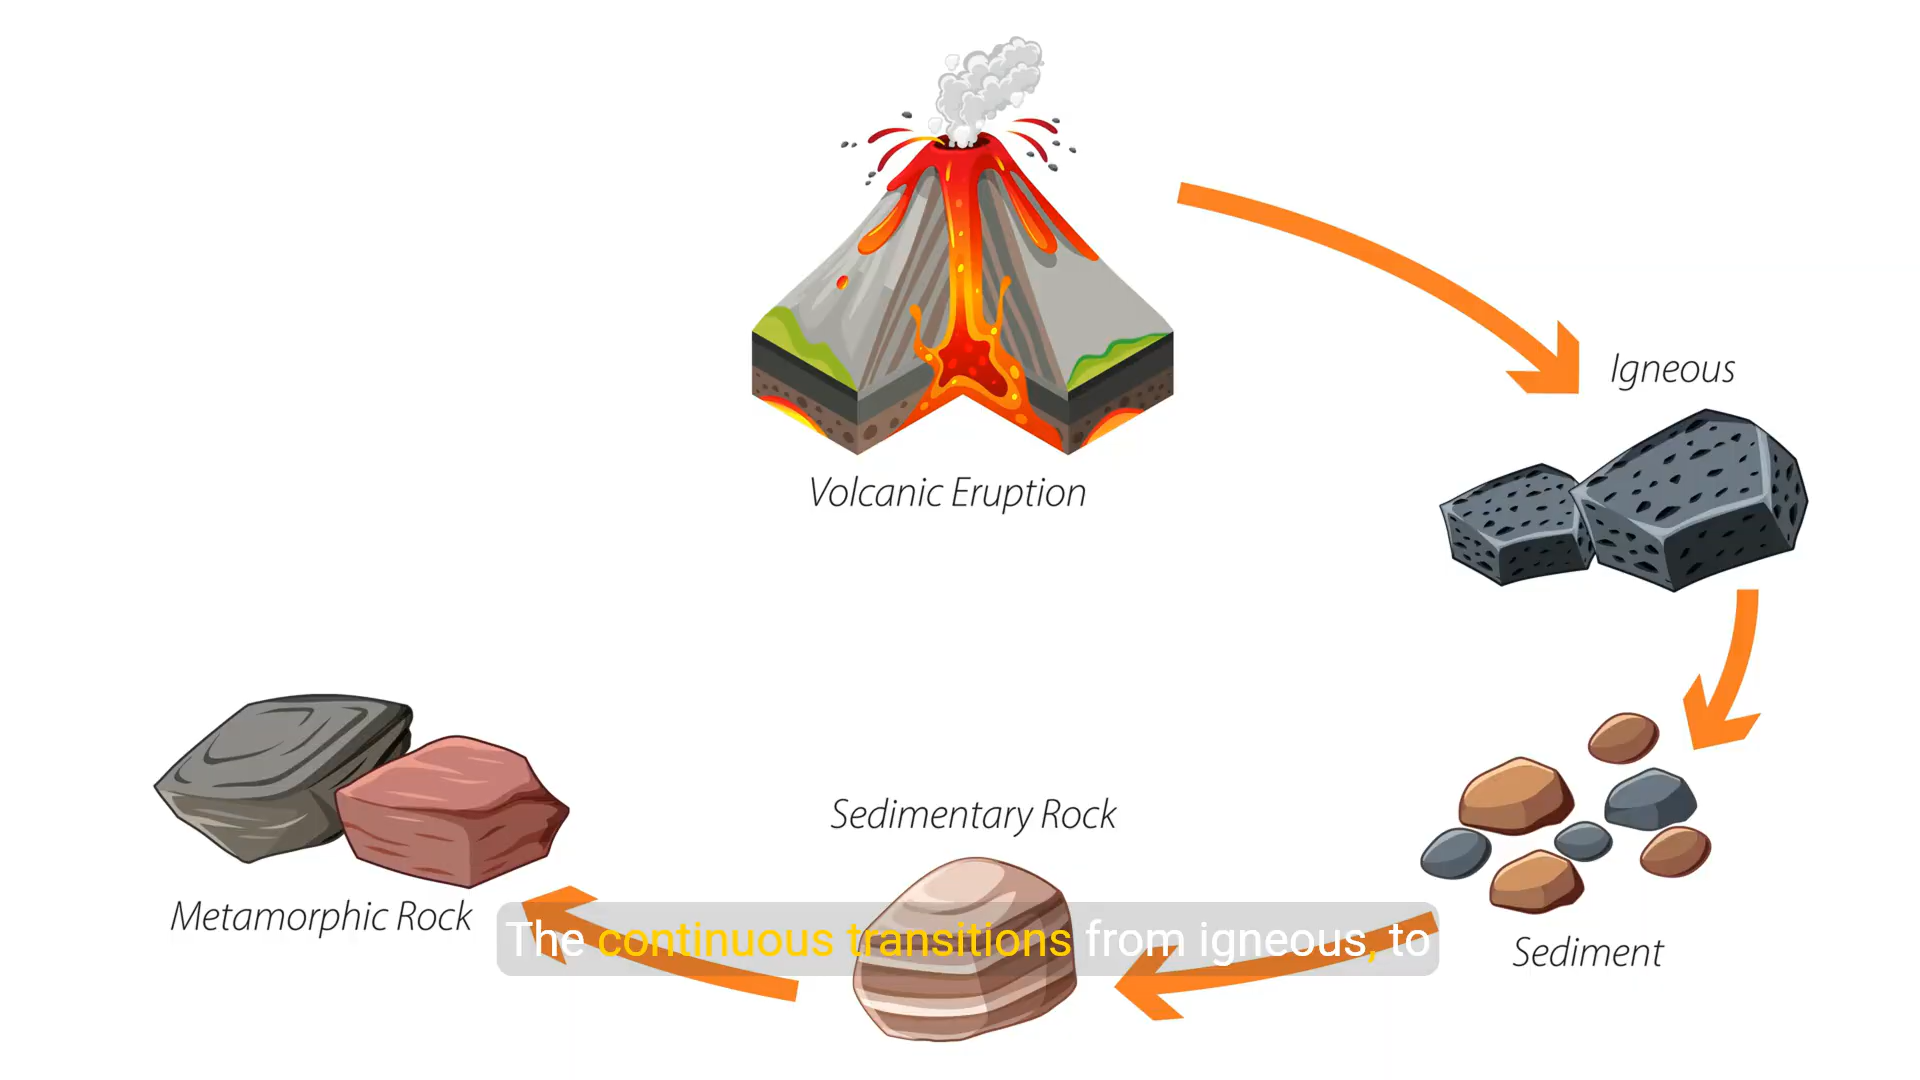 Volcanic Eruption
Igneous
Sediment
Sedimentary Rock
Metamorphic Rock
The continuous transitions from igneous, to